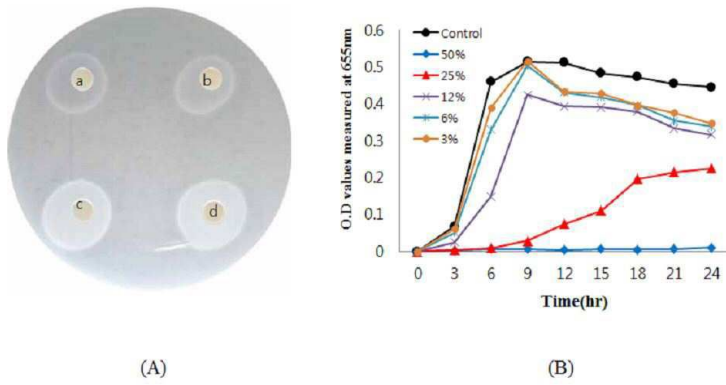 a
b
c
d
O.D values measured at 655nm
0.6
0.5
0.4
0.3
0.2
0.1
0
Control
50%
25%
12%
6%
3%
0 3 6 9 12 15 18 21 24
Time(hr)
(A)
(B)